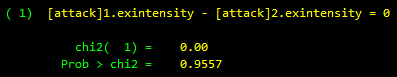 ( 1) [attack]1.exintensity - [attack]2.exintensity = 0
chi2( 1) = 0.00
Prob > chi2 = 0.9557